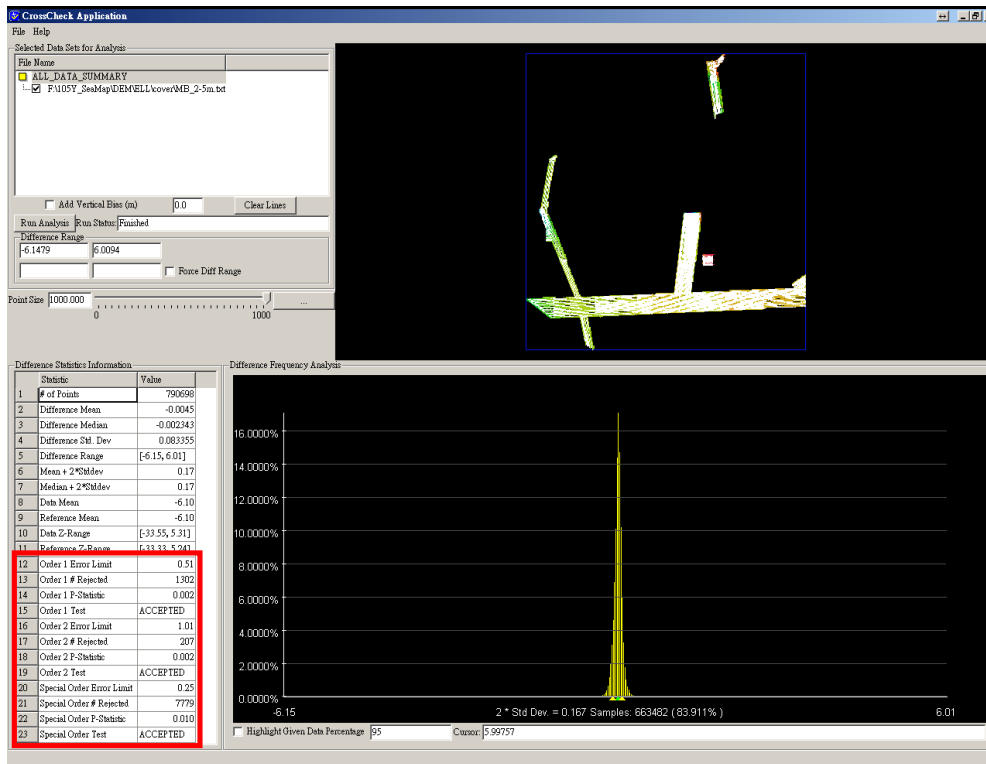 CrossCheck Application
File Help
Selected Data Sets for Analysis
File Name
ALL_DATA_SUMMARY
F:\105Y_SeaMap\DEM\ELL\cover\MB_2-5m.txt
Add Vertical Bias (m) 0.0 Clear Lines
Run Analysis Run Status: Finished
Difference Range
-6.1479 6.0094
Force Diff Range
Point Size 1000.000 ...
0 1000
Difference Statistics Information
Statistic Value
1 # of Points 790698
2 Difference Mean -0.0045
3 Difference Median -0.002343
4 Difference Std. Dev 0.083355
5 Difference Range [-6.15, 6.01]
6 Mean + 2*Stddev 0.17
7 Median + 2*Stddev 0.17
8 Data Mean -6.10
9 Reference Mean -6.10
10 Data Z-Range [-33.55, 5.31]
11 Reference Z-Range [-33.33, 5.24]
12 Order 1 Error Limit 0.51
13 Order 1 # Rejected 1302
14 Order 1 P-Statistic 0.002
15 Order 1 Test ACCEPTED
16 Order 2 Error Limit 1.01
17 Order 2 # Rejected 207
18 Order 2 P-Statistic 0.002
19 Order 2 Test ACCEPTED
20 Special Order Error Limit 0.25
21 Special Order # Rejected 7779
22 Special Order P-Statistic 0.010
23 Special Order Test ACCEPTED
Difference Frequency Analysis
16.0000%
14.0000%
12.0000%
10.0000%
8.0000%
6.0000%
4.0000%
2.0000%
0.0000%
-6.15 2 * Std Dev. = 0.167 Samples: 663482 ( 83.911% ) 6.01
Highlight Given Data Percentage 95 Cursor: 5.99757